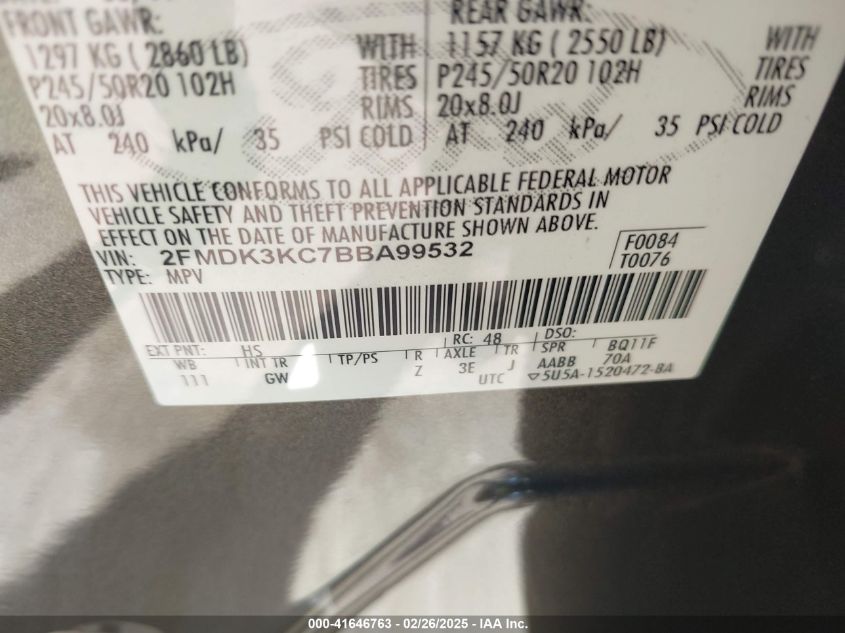 FRONT GAWR:
1297 KG ( 2860 LB) WITH
P245/50R20 102H TIRES
20x8.0J RIMS
AT 240 kPa/ 35 PSI COLD
REAR GAWR:
1157 KG ( 2550 LB) WITH
P245/50R20 102H TIRES
20x8.0J RIMS
AT 240 kPa/ 35 PSI COLD
THIS VEHICLE CONFORMS TO ALL APPLICABLE FEDERAL MOTOR
VEHICLE SAFETY AND THEFT PREVENTION STANDARDS IN
EFFECT ON THE DATE OF MANUFACTURE SHOWN ABOVE.
VIN: 2FMDK3KC7BBA99532 F0084
TYPE: MPV T0076
EXT PNT: HS RC: 48 DSO:
WB INT TR TP/PS R AXLE TR SPR BQ11F
111 GW Z 3E J AABB 70A
UTC ▽5U5A-1520472-BA
000-41646763 - 02/26/2025 - IAA Inc.